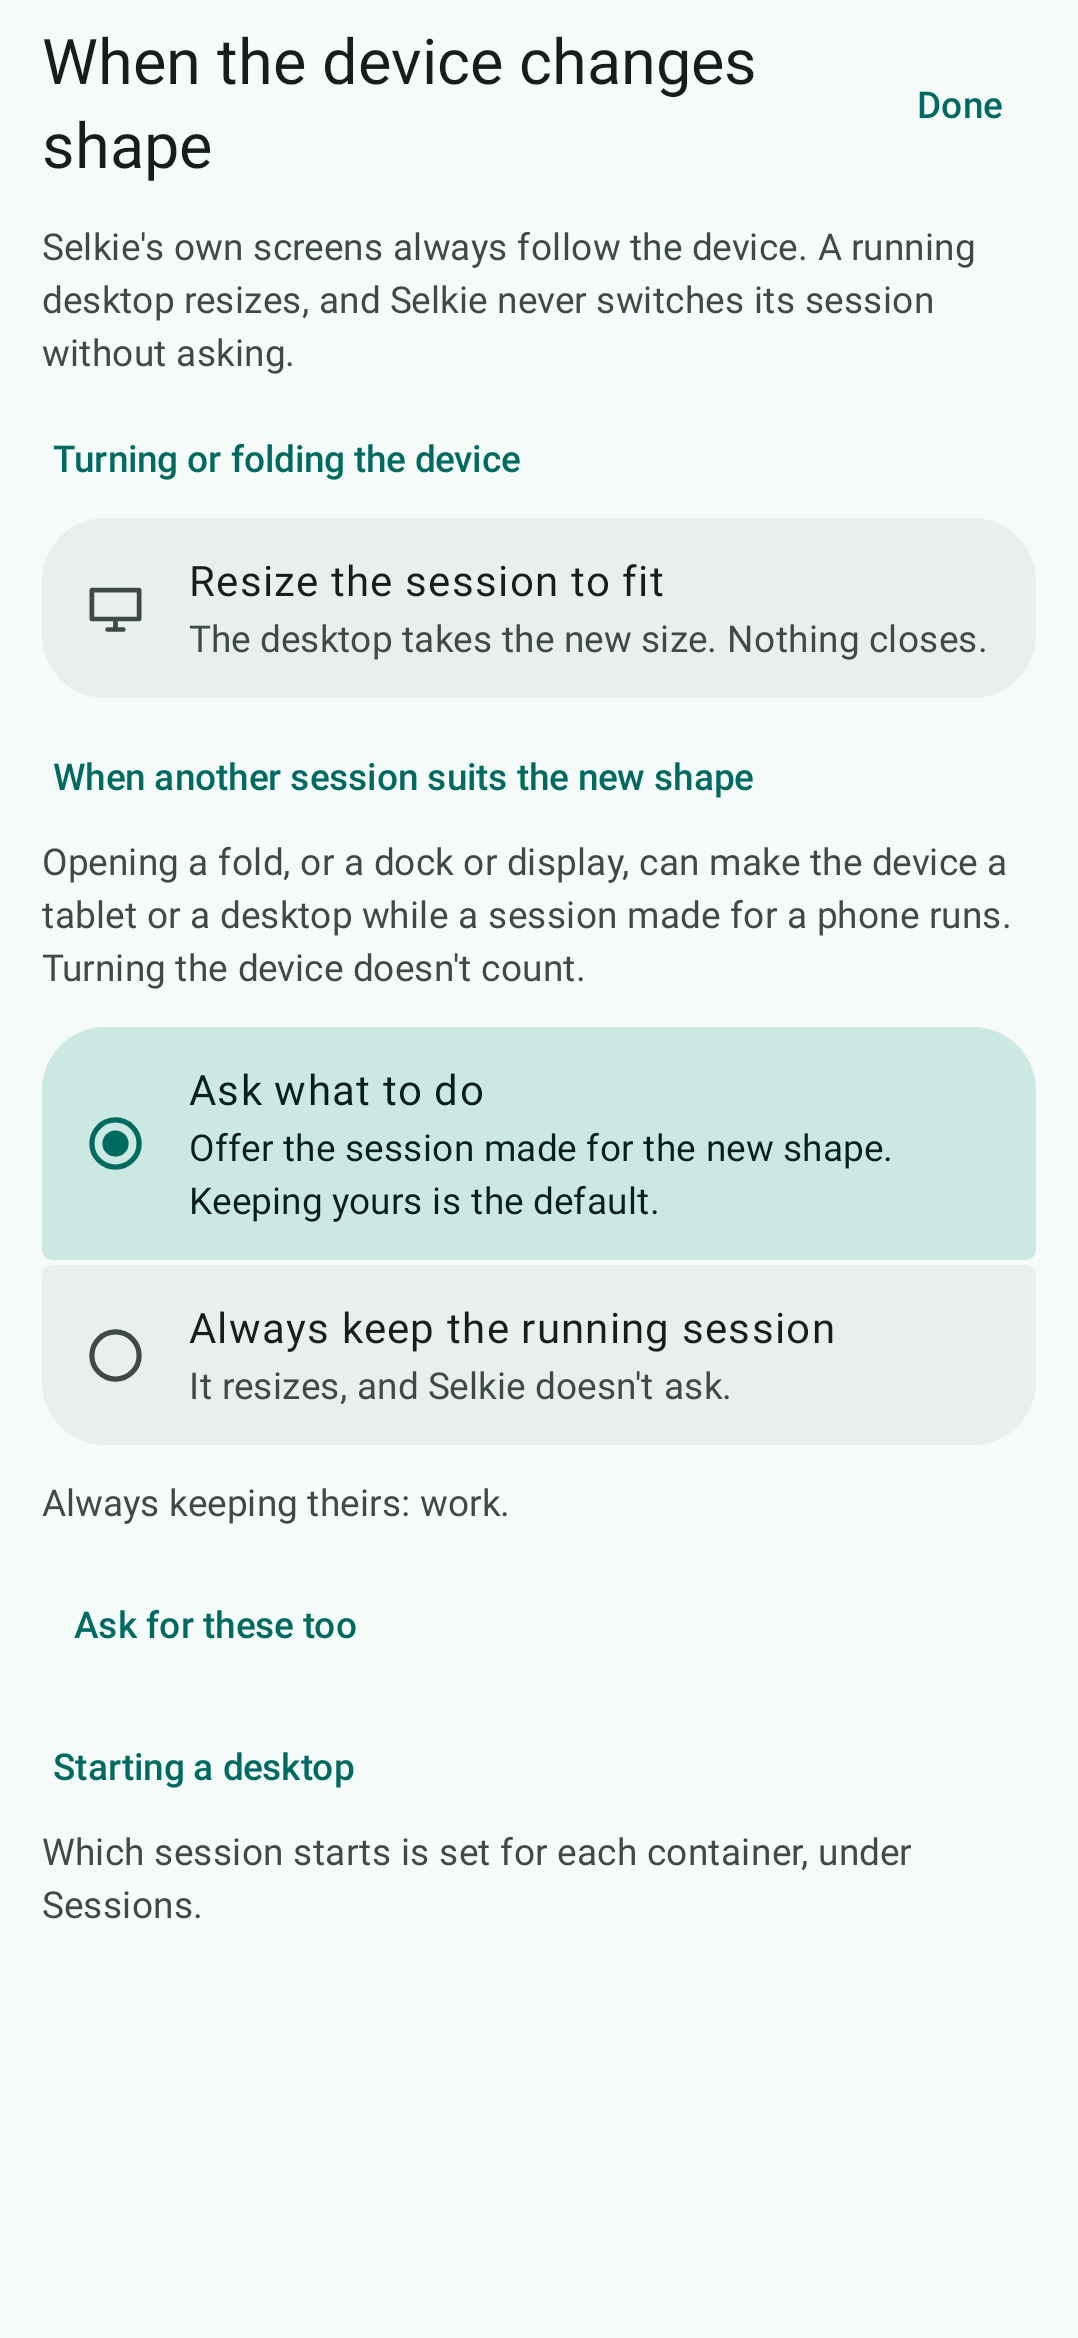 When the device changes
shape
Done
Selkie's own screens always follow the device. A running
desktop resizes, and Selkie never switches its session
without asking.
Turning or folding the device
Resize the session to fit
The desktop takes the new size. Nothing closes.
When another session suits the new shape
Opening a fold, or a dock or display, can make the device a
tablet or a desktop while a session made for a phone runs.
Turning the device doesn't count.
Ask what to do
Offer the session made for the new shape.
Keeping yours is the default.
Always keep the running session
It resizes, and Selkie doesn't ask.
Always keeping theirs: work.
Ask for these too
Starting a desktop
Which session starts is set for each container, under
Sessions.